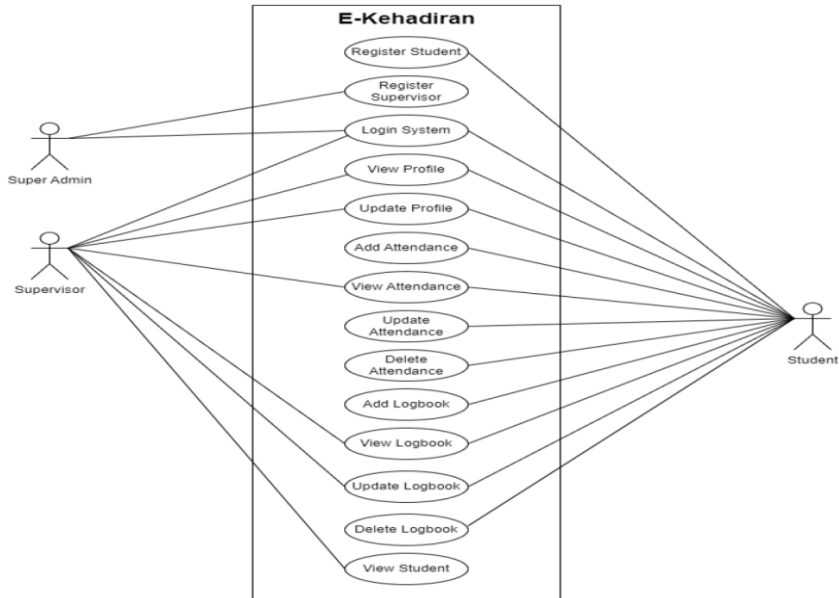 E-Kehadiran
Register Student
Register
Supervisor
Login System
View Profile
Update Profile
Add Attendance
View Attendance
Update
Attendance
Delete
Attendance
Add Logbook
View Logbook
Update Logbook
Delete Logbook
View Student
Super Admin
Supervisor
Student